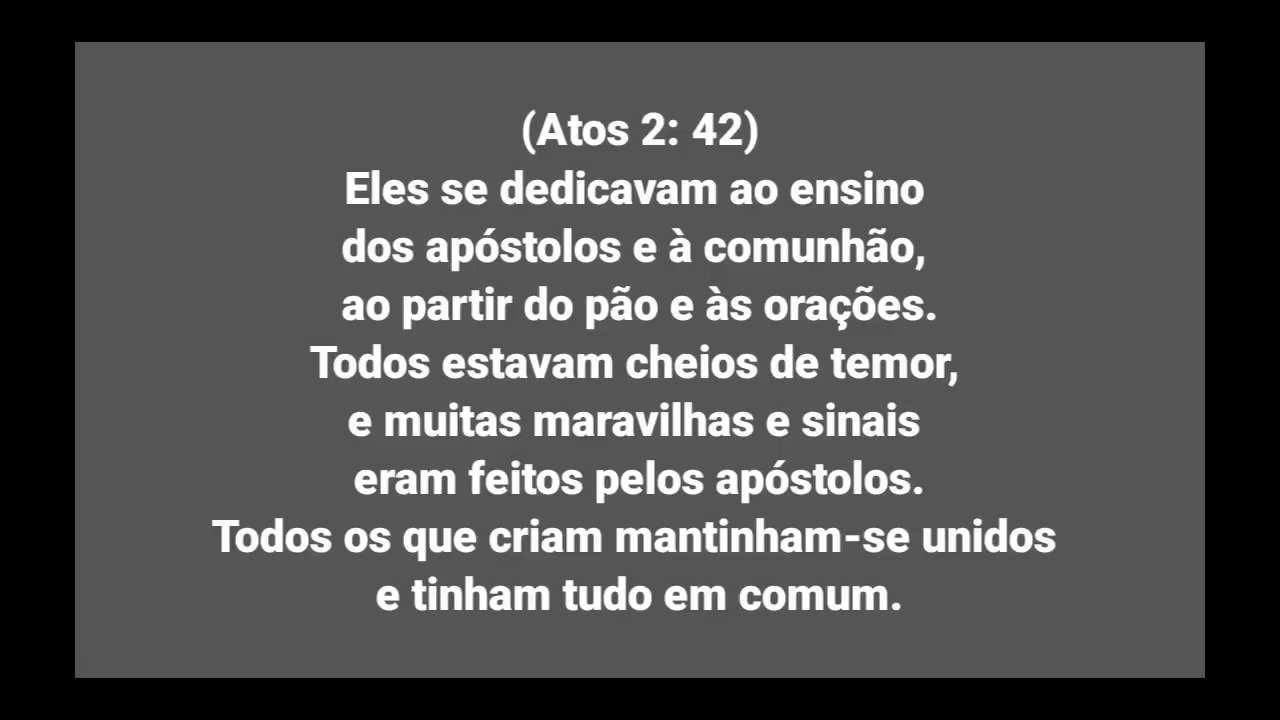 (Atos 2: 42)
Eles se dedicavam ao ensino
dos apóstolos e à comunhão,
ao partir do pão e às orações.
Todos estavam cheios de temor,
e muitas maravilhas e sinais
eram feitos pelos apóstolos.
Todos os que criam mantinham-se unidos
e tinham tudo em comum.